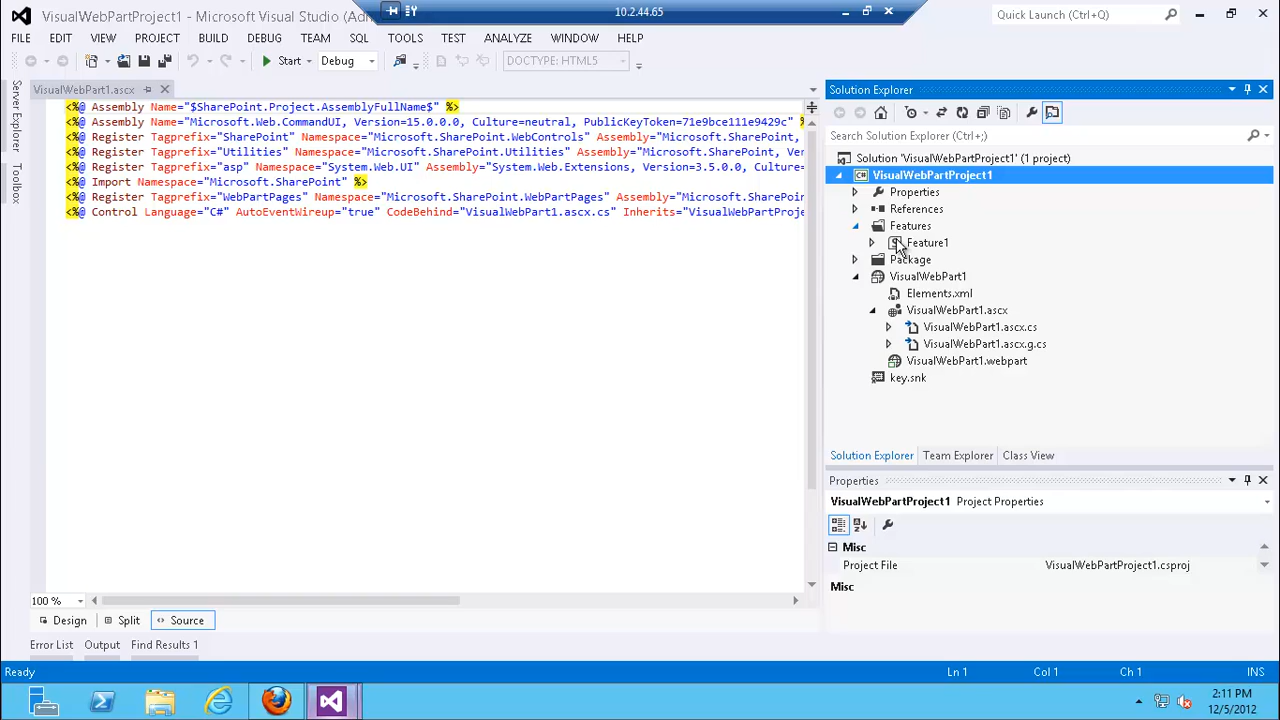 VisualWebPartProject1 - Microsoft Visual Studio (Ad
10.2.44.65
Quick Launch (Ctrl+Q)
FILE EDIT VIEW PROJECT BUILD DEBUG TEAM SQL TOOLS TEST ANALYZE WINDOW HELP
Start Debug DOCTYPE: HTML5
Server Explorer
Toolbox
VisualWebPart1.ascx
<%@ Assembly Name="$SharePoint.Project.AssemblyFullName$" %>
<%@ Assembly Name="Microsoft.Web.CommandUI, Version=15.0.0.0, Culture=neutral, PublicKeyToken=71e9bce111e9429c" %
<%@ Register Tagprefix="SharePoint" Namespace="Microsoft.SharePoint.WebControls" Assembly="Microsoft.SharePoint,
<%@ Register Tagprefix="Utilities" Namespace="Microsoft.SharePoint.Utilities" Assembly="Microsoft.SharePoint, Ver
<%@ Register Tagprefix="asp" Namespace="System.Web.UI" Assembly="System.Web.Extensions, Version=3.5.0.0, Culture=
<%@ Import Namespace="Microsoft.SharePoint" %>
<%@ Register Tagprefix="WebPartPages" Namespace="Microsoft.SharePoint.WebPartPages" Assembly="Microsoft.SharePoin
<%@ Control Language="C#" AutoEventWireup="true" CodeBehind="VisualWebPart1.ascx.cs" Inherits="VisualWebPartProje
100 %
Design Split Source
Error List Output Find Results 1
Solution Explorer
Search Solution Explorer (Ctrl+;)
Solution 'VisualWebPartProject1' (1 project)
C# VisualWebPartProject1
Properties
References
Features
Feature1
Package
VisualWebPart1
Elements.xml
VisualWebPart1.ascx
VisualWebPart1.ascx.cs
VisualWebPart1.ascx.g.cs
VisualWebPart1.webpart
key.snk
Solution Explorer Team Explorer Class View
Properties
VisualWebPartProject1 Project Properties
Misc
Project File VisualWebPartProject1.csproj
Misc
Ready Ln 1 Col 1 Ch 1 INS
2:11 PM
12/5/2012